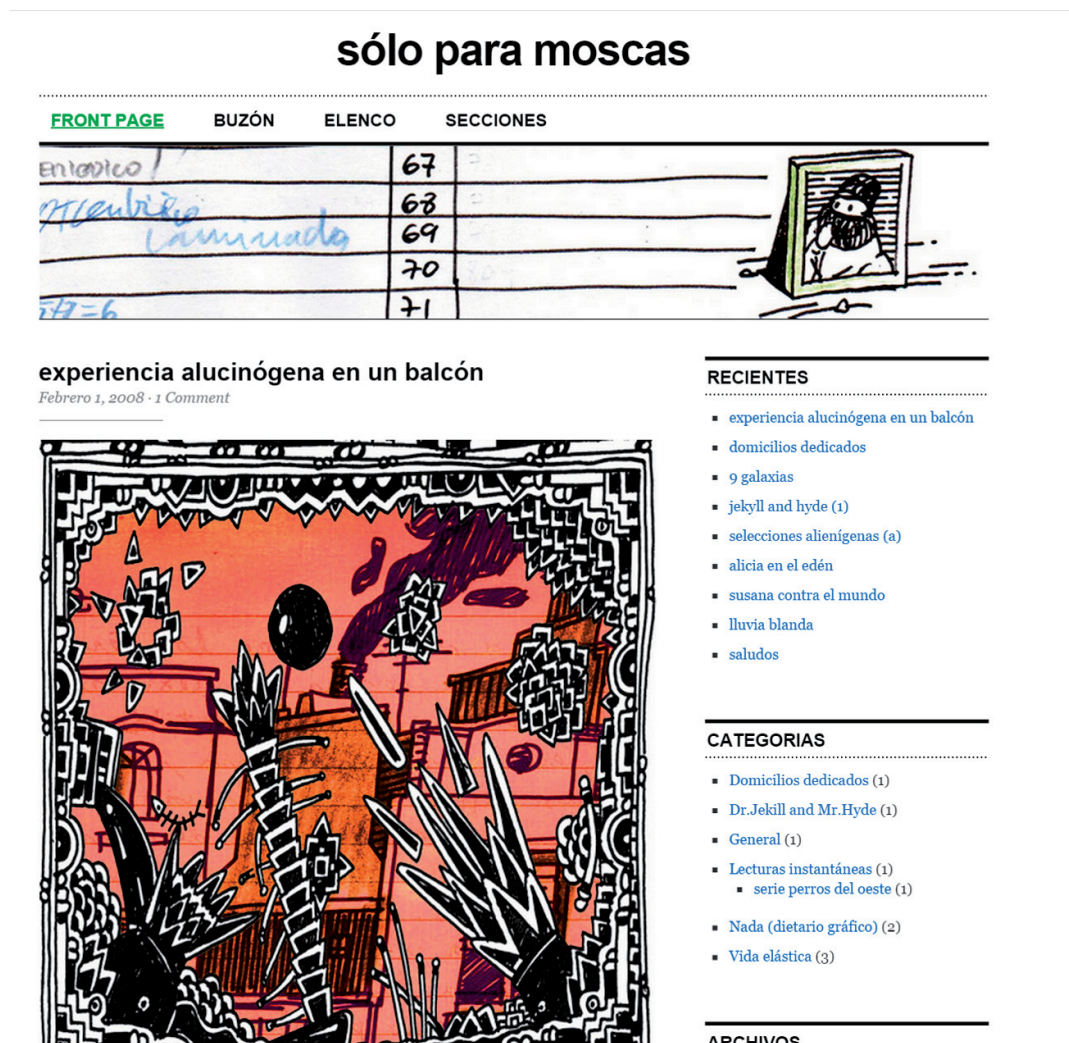 sólo para moscas
FRONT PAGE BUZÓN ELENCO SECCIONES
67
68
69
70
71
experiencia alucinógena en un balcón
Febrero 1, 2008 · 1 Comment
RECIENTES
experiencia alucinógena en un balcón
domicilios dedicados
9 galaxias
jekyll and hyde (1)
selecciones alienígenas (a)
alicia en el edén
susana contra el mundo
lluvia blanda
saludos
CATEGORIAS
Domicilios dedicados (1)
Dr.Jekill and Mr.Hyde (1)
General (1)
Lecturas instantáneas (1)
serie perros del oeste (1)
Nada (dietario gráfico) (2)
Vida elástica (3)
ARCHIVOS